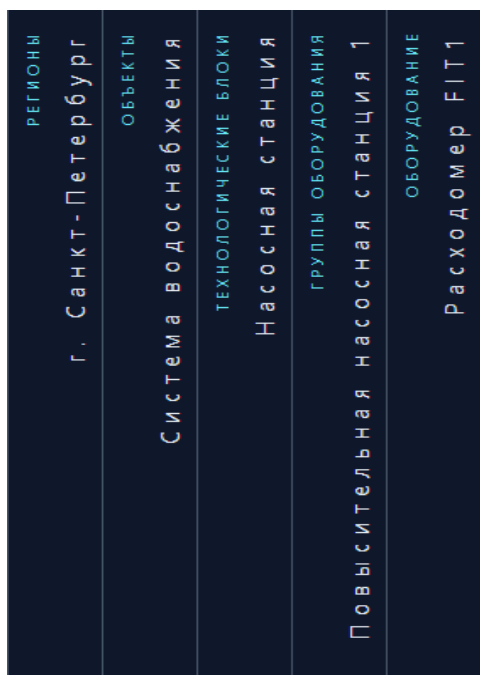 РЕГИОНЫ
г. Санкт-Петербург
ОБЪЕКТЫ
Система водоснабжения
ТЕХНОЛОГИЧЕСКИЕ БЛОКИ
Насосная станция
ГРУППЫ ОБОРУДОВАНИЯ
Повысительная насосная станция 1
ОБОРУДОВАНИЕ
Расходомер FIT1